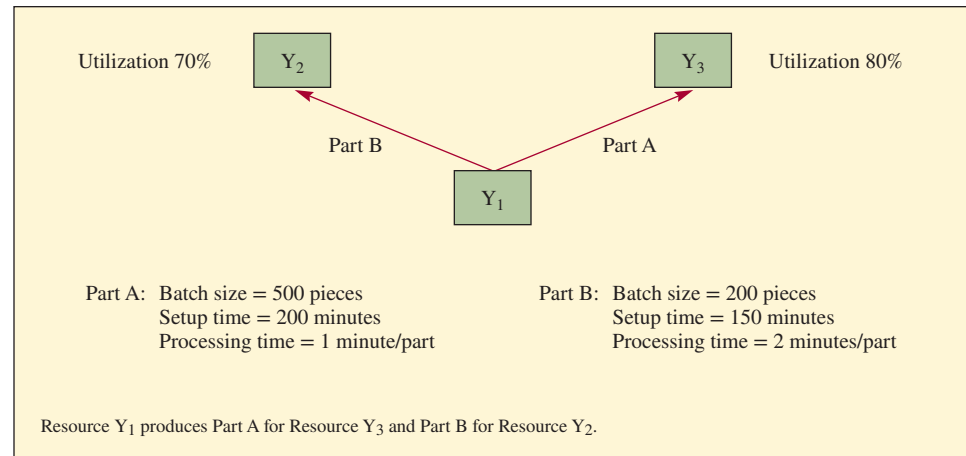 Utilization 70%
Y₂
Y₃
Utilization 80%
Part B
Part A
Y₁
Part A: Batch size = 500 pieces
Setup time = 200 minutes
Processing time = 1 minute/part
Part B: Batch size = 200 pieces
Setup time = 150 minutes
Processing time = 2 minutes/part
Resource Y₁ produces Part A for Resource Y₃ and Part B for Resource Y₂.